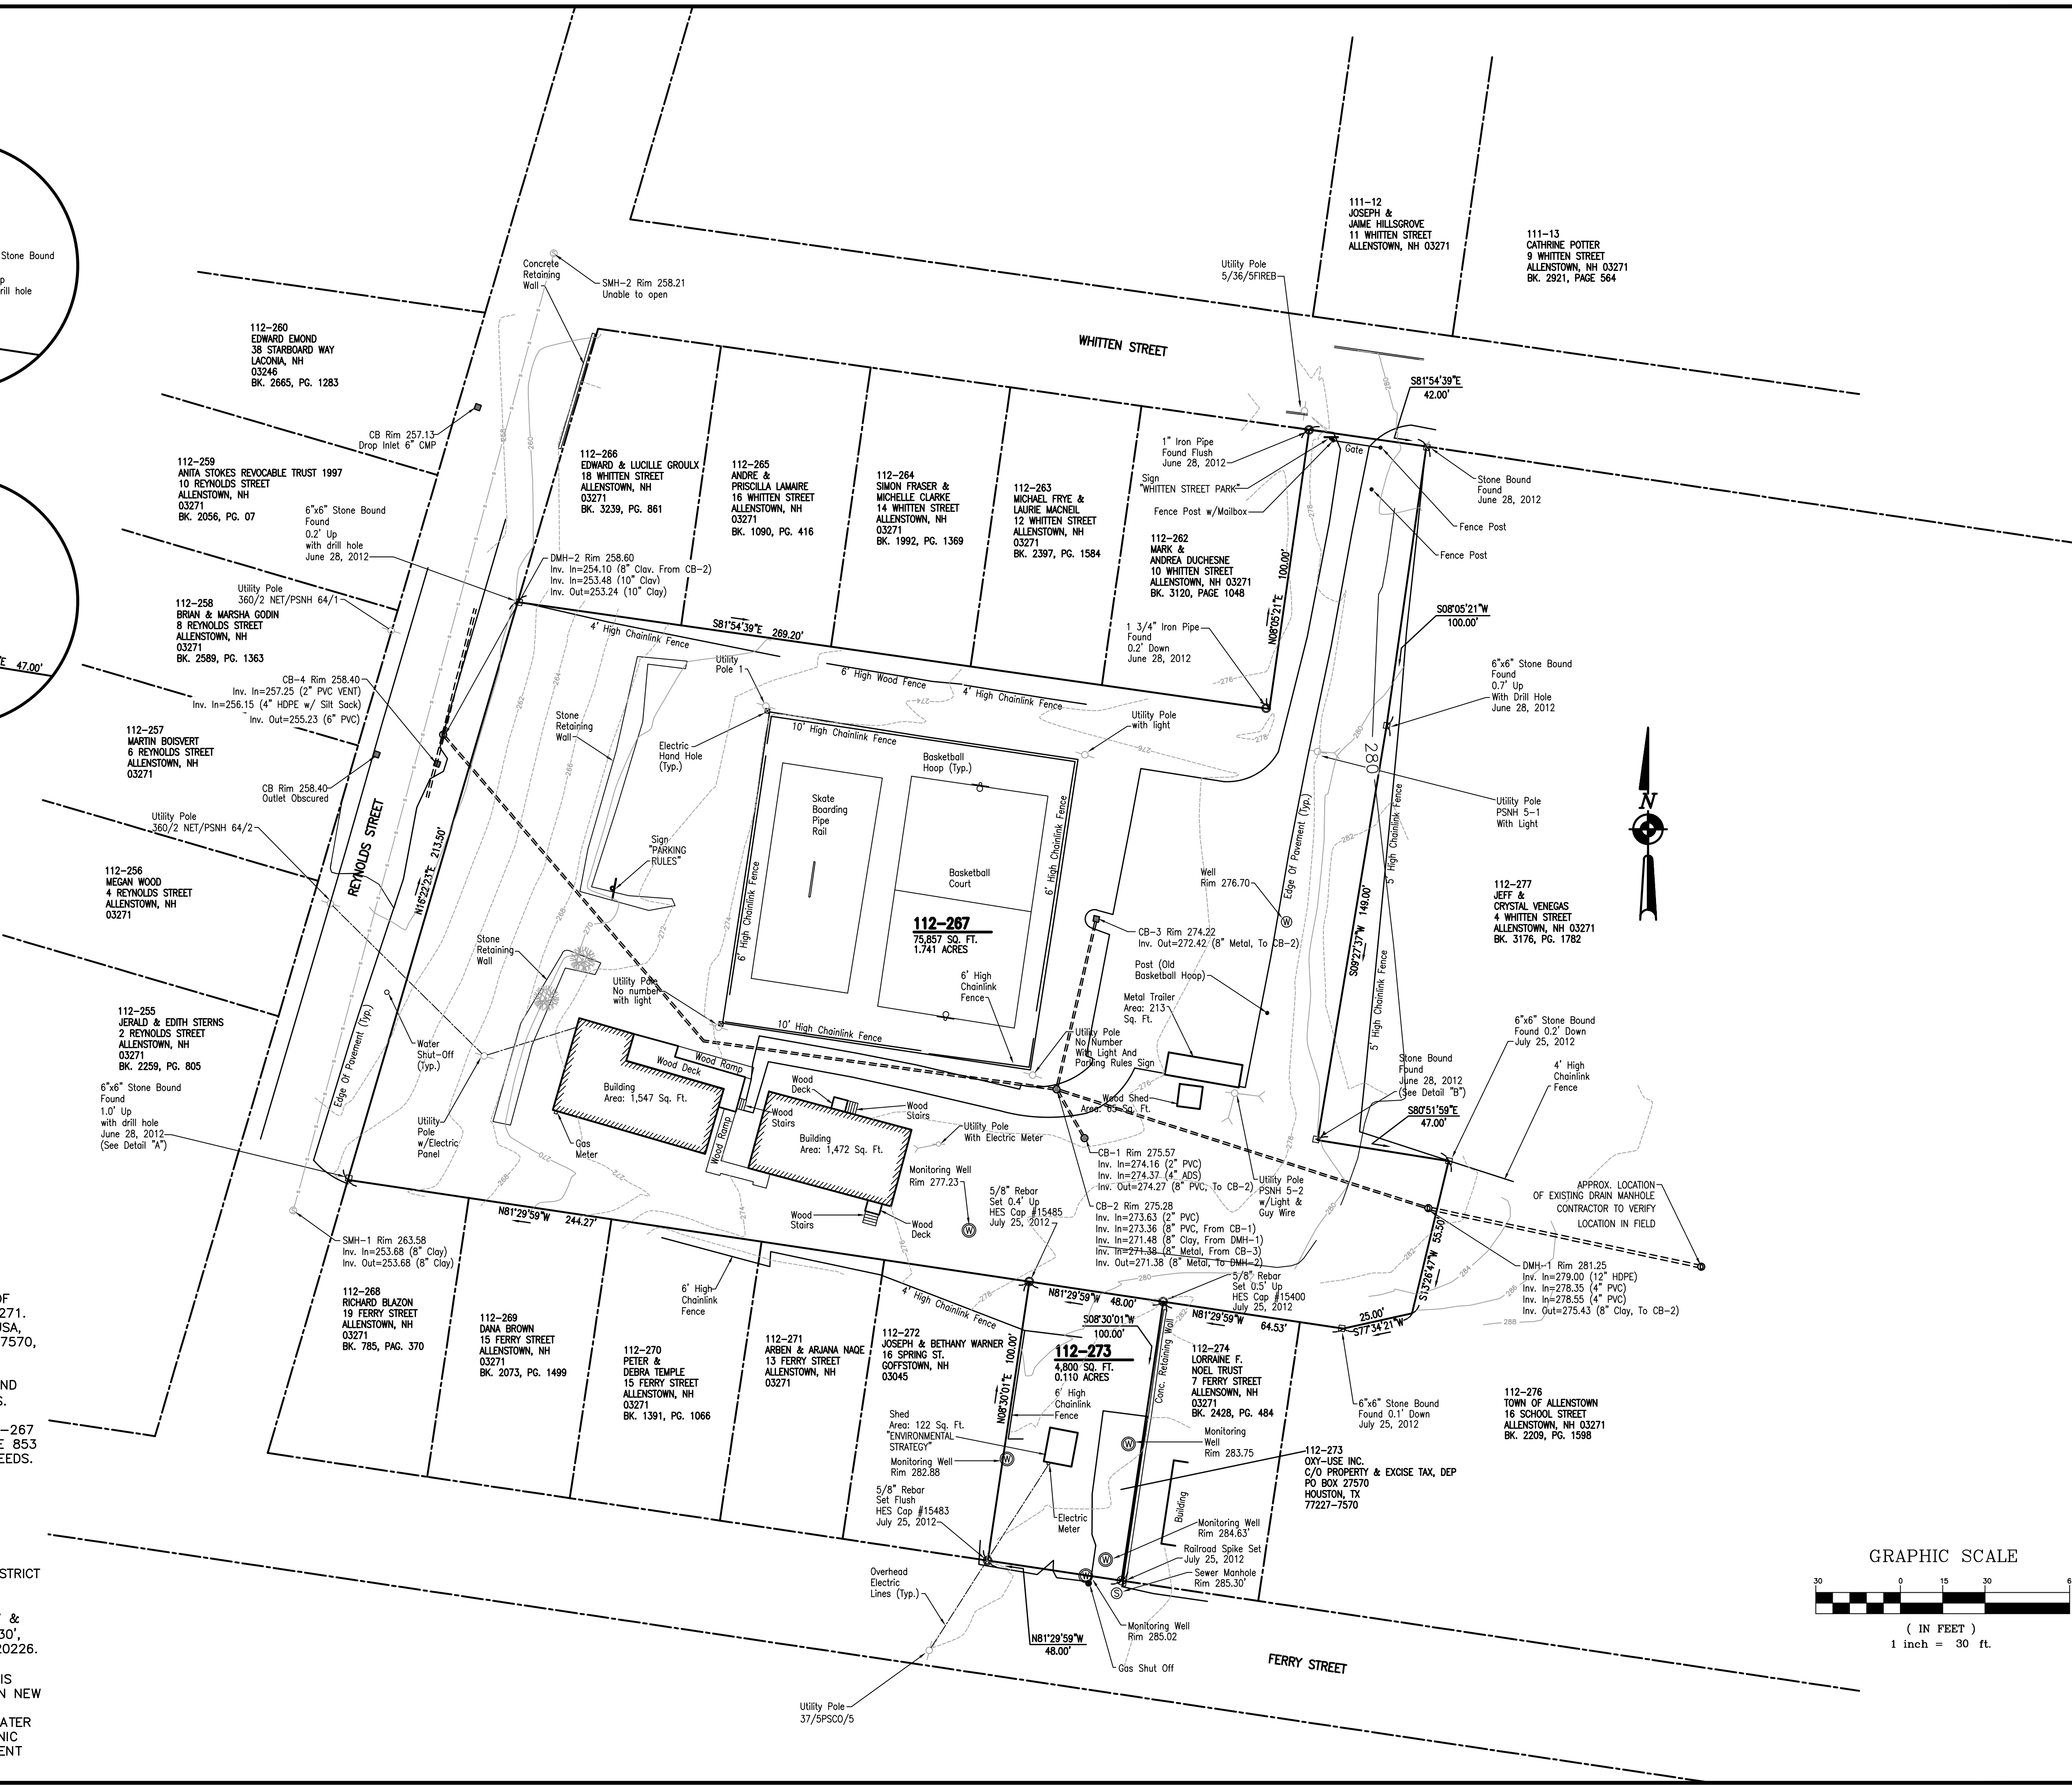 Stone Bound
p
rill hole
E 47.00'
112-260
EDWARD EMOND
38 STARBOARD WAY
LACONIA, NH
03246
BK. 2665, PG. 1283
Concrete
Retaining
Wall
SMH-2 Rim 258.21
Unable to open
CB Rim 257.13
Drop Inlet 6" CMP
112-259
ANITA STOKES REVOCABLE TRUST 1997
10 REYNOLDS STREET
ALLENSTOWN, NH
03271
BK. 2056, PG. 07
6"x6" Stone Bound
Found
0.2' Up
with drill hole
June 28, 2012
Utility Pole
360/2 NET/PSNH 64/1
112-258
BRIAN & MARSHA GODIN
8 REYNOLDS STREET
ALLENSTOWN, NH
03271
BK. 2589, PG. 1363
CB-4 Rim 258.40
Inv. In=257.25 (2" PVC VENT)
Inv. In=256.15 (4" HDPE w/ Silt Sack)
Inv. Out=255.23 (6" PVC)
112-257
MARTIN BOISVERT
6 REYNOLDS STREET
ALLENSTOWN, NH
03271
CB Rim 258.40
Outlet Obscured
Utility Pole
360/2 NET/PSNH 64/2
REYNOLDS STREET
N16°22'23"E 213.50'
112-256
MEGAN WOOD
4 REYNOLDS STREET
ALLENSTOWN, NH
03271
112-255
JERALD & EDITH STERNS
2 REYNOLDS STREET
ALLENSTOWN, NH
03271
BK. 2259, PG. 805
6"x6" Stone Bound
Found
1.0' Up
with drill hole
June 28, 2012
(See Detail "A")
Edge Of Pavement (Typ.)
Water
Shut-Off
(Typ.)
Utility
Pole
w/Electric
Panel
SMH-1 Rim 263.58
Inv. In=253.68 (8" Clay)
Inv. Out=253.68 (8" Clay)
WHITTEN STREET
111-12
JOSEPH &
JAIME HILLSGROVE
11 WHITTEN STREET
ALLENSTOWN, NH 03271
111-13
CATHRINE POTTER
9 WHITTEN STREET
ALLENSTOWN, NH 03271
BK. 2921, PAGE 564
Utility Pole
5/36/5FIREB
S81°54'39"E
42.00'
112-266
EDWARD & LUCILLE GROULX
18 WHITTEN STREET
ALLENSTOWN, NH
03271
BK. 3239, PG. 861
112-265
ANDRE &
PRISCILLA LAMAIRE
16 WHITTEN STREET
ALLENSTOWN, NH
03271
BK. 1090, PG. 416
112-264
SIMON FRASER &
MICHELLE CLARKE
14 WHITTEN STREET
ALLENSTOWN, NH
03271
BK. 1992, PG. 1369
112-263
MICHAEL FRYE &
LAURIE MACNEIL
12 WHITTEN STREET
ALLENSTOWN, NH
03271
BK. 2397, PG. 1584
112-262
MARK &
ANDREA DUCHESNE
10 WHITTEN STREET
ALLENSTOWN, NH 03271
BK. 3120, PAGE 1048
1" Iron Pipe
Found Flush
June 28, 2012
Sign
"WHITTEN STREET PARK"
Fence Post w/Mailbox
Gate
Stone Bound
Found
June 28, 2012
Fence Post
Fence Post
N08°05'21"E 100.00'
S08°05'21"W
100.00'
1 3/4" Iron Pipe
Found
0.2' Down
June 28, 2012
6"x6" Stone Bound
Found
0.7' Up
With Drill Hole
June 28, 2012
DMH-2 Rim 258.60
Inv. In=254.10 (8" Clay. From CB-2)
Inv. In=253.48 (10" Clay)
Inv. Out=253.24 (10" Clay)
4' High Chainlink Fence
S81°54'39"E 269.20'
6' High Wood Fence
4' High Chainlink Fence
Utility
Pole 1
Stone
Retaining
Wall
Electric
Hand Hole
(Typ.)
10' High Chainlink Fence
Basketball
Hoop (Typ.)
Utility Pole
with light
Skate
Boarding
Pipe
Rail
6' High Chainlink Fence
6' High Chainlink Fence
Basketball
Court
Sign
"PARKING
RULES"
112-267
75,857 SQ. FT.
1.741 ACRES
Stone
Retaining
Wall
Utility Pole
No number
with light
6' High
Chainlink
Fence
10' High Chainlink Fence
Edge Of Pavement (Typ.)
280
Utility Pole
PSNH 5-1
With Light
Well
Rim 276.70
CB-3 Rim 274.22
Inv. Out=272.42 (8" Metal, To CB-2)
Post (Old
Basketball Hoop)
Metal Trailer
Area: 213
Sq. Ft.
5' High Chainlink Fence
S09°27'37"W 149.00'
5' High Chainlink Fence
5' High Chainlink Fence
112-277
JEFF &
CRYSTAL VENEGAS
4 WHITTEN STREET
ALLENSTOWN, NH 03271
BK. 3176, PG. 1782
N
6"x6" Stone Bound
Found 0.2' Down
July 25, 2012
4' High
Chainlink
Fence
Stone Bound
Found
June 28, 2012
(See Detail "B")
S80°51'59"E
47.00'
Utility Pole
No Number
With Light And
Parking Rules Sign
Wood Shed
Area: 65 Sq. Ft.
Wood Ramp
Wood Deck
Building
Area: 1,547 Sq. Ft.
Wood
Deck
Wood
Stairs
Wood
Stairs
Building
Area: 1,472 Sq. Ft.
Utility Pole
With Electric Meter
Wood Ramp
Gas
Meter
Monitoring Well
Rim 277.23
Wood
Stairs
Wood
Deck
5/8" Rebar
Set 0.4' Up
HES Cap #15485
July 25, 2012
CB-1 Rim 275.57
Inv. In=274.16 (2" PVC)
Inv. In=274.37 (4" ADS)
Inv. Out=274.27 (8" PVC, To CB-2)
CB-2 Rim 275.28
Inv. In=273.63 (2" PVC)
Inv. In=273.36 (8" PVC, From CB-1)
Inv. In=271.48 (8" Clay, From DMH-1)
Inv. In=271.38 (8" Metal, From CB-3)
Inv. Out=271.38 (8" Metal, To DMH-2)
Utility Pole
PSNH 5-2
w/Light &
Guy Wire
APPROX. LOCATION
OF EXISTING DRAIN MANHOLE
CONTRACTOR TO VERIFY
LOCATION IN FIELD
S13°26'47"W 55.50'
DMH-1 Rim 281.25
Inv. In=279.00 (12" HDPE)
Inv. In=278.35 (4" PVC)
Inv. In=278.55 (4" PVC)
Inv. Out=275.43 (8" Clay, To CB-2)
N81°29'59"W 244.27'
6' High
Chainlink
Fence
4' High Chainlink Fence
N81°29'59"W 48.00'
5/8" Rebar
Set 0.5' Up
HES Cap #15400
July 25, 2012
N81°29'59"W 64.53'
25.00'
S77°34'21"W
S08°30'01"W
100.00'
112-268
RICHARD BLAZON
19 FERRY STREET
ALLENSTOWN, NH
03271
BK. 785, PAG. 370
112-269
DANA BROWN
15 FERRY STREET
ALLENSTOWN, NH
03271
BK. 2073, PG. 1499
112-270
PETER &
DEBRA TEMPLE
15 FERRY STREET
ALLENSTOWN, NH
03271
BK. 1391, PG. 1066
112-271
ARBEN & ARJANA NAQE
13 FERRY STREET
ALLENSTOWN, NH
03271
112-272
JOSEPH & BETHANY WARNER
16 SPRING ST.
GOFFSTOWN, NH
03045
N08°30'01"E 100.00'
112-273
4,800 SQ. FT.
0.110 ACRES
6' High
Chainlink
Fence
Conc. Retaining Wall
112-274
LORRAINE F.
NOEL TRUST
7 FERRY STREET
ALLENSOWN, NH
03271
BK. 2428, PG. 484
6"x6" Stone Bound
Found 0.1' Down
July 25, 2012
112-276
TOWN OF ALLENSTOWN
16 SCHOOL STREET
ALLENSTOWN, NH 03271
BK. 2209, PG. 1598
Shed
Area: 122 Sq. Ft.
"ENVIRONMENTAL
STRATEGY"
Monitoring Well
Rim 282.88
Monitoring
Well
Rim 283.75
112-273
OXY-USE INC.
C/O PROPERTY & EXCISE TAX, DEP
PO BOX 27570
HOUSTON, TX
77227-7570
5/8" Rebar
Set Flush
HES Cap #15483
July 25, 2012
Electric
Meter
Building
Monitoring Well
Rim 284.63'
Railroad Spike Set
July 25, 2012
Sewer Manhole
Rim 285.30'
Overhead
Electric
Lines (Typ.)
N81°29'59"W
48.00'
Monitoring Well
Rim 285.02
Gas Shut Off
FERRY STREET
Utility Pole
37/5PSCO/5
GRAPHIC SCALE
30 0 15 30 6
( IN FEET )
1 inch = 30 ft.
OF
271.
USA,
7570,
ND
S.
-267
E 853
EEDS.
STRICT
&
30',
20226.
IS
N NEW
ATER
NIC
ENT